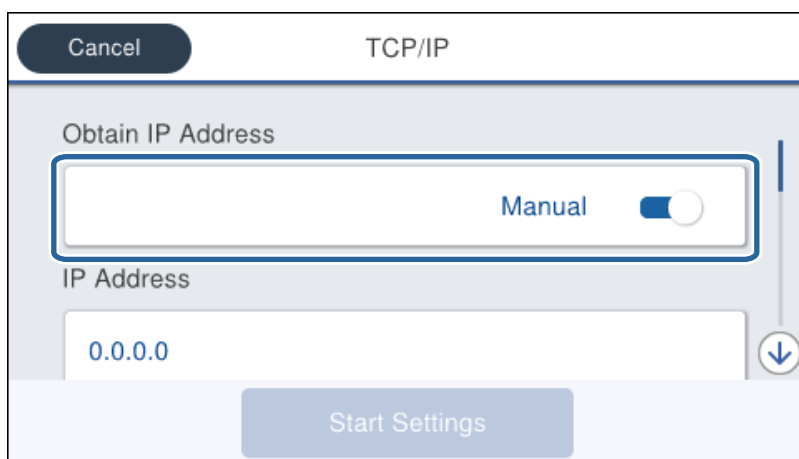 Cancel
TCP/IP
Obtain IP Address
Manual
IP Address
0.0.0.0
Start Settings